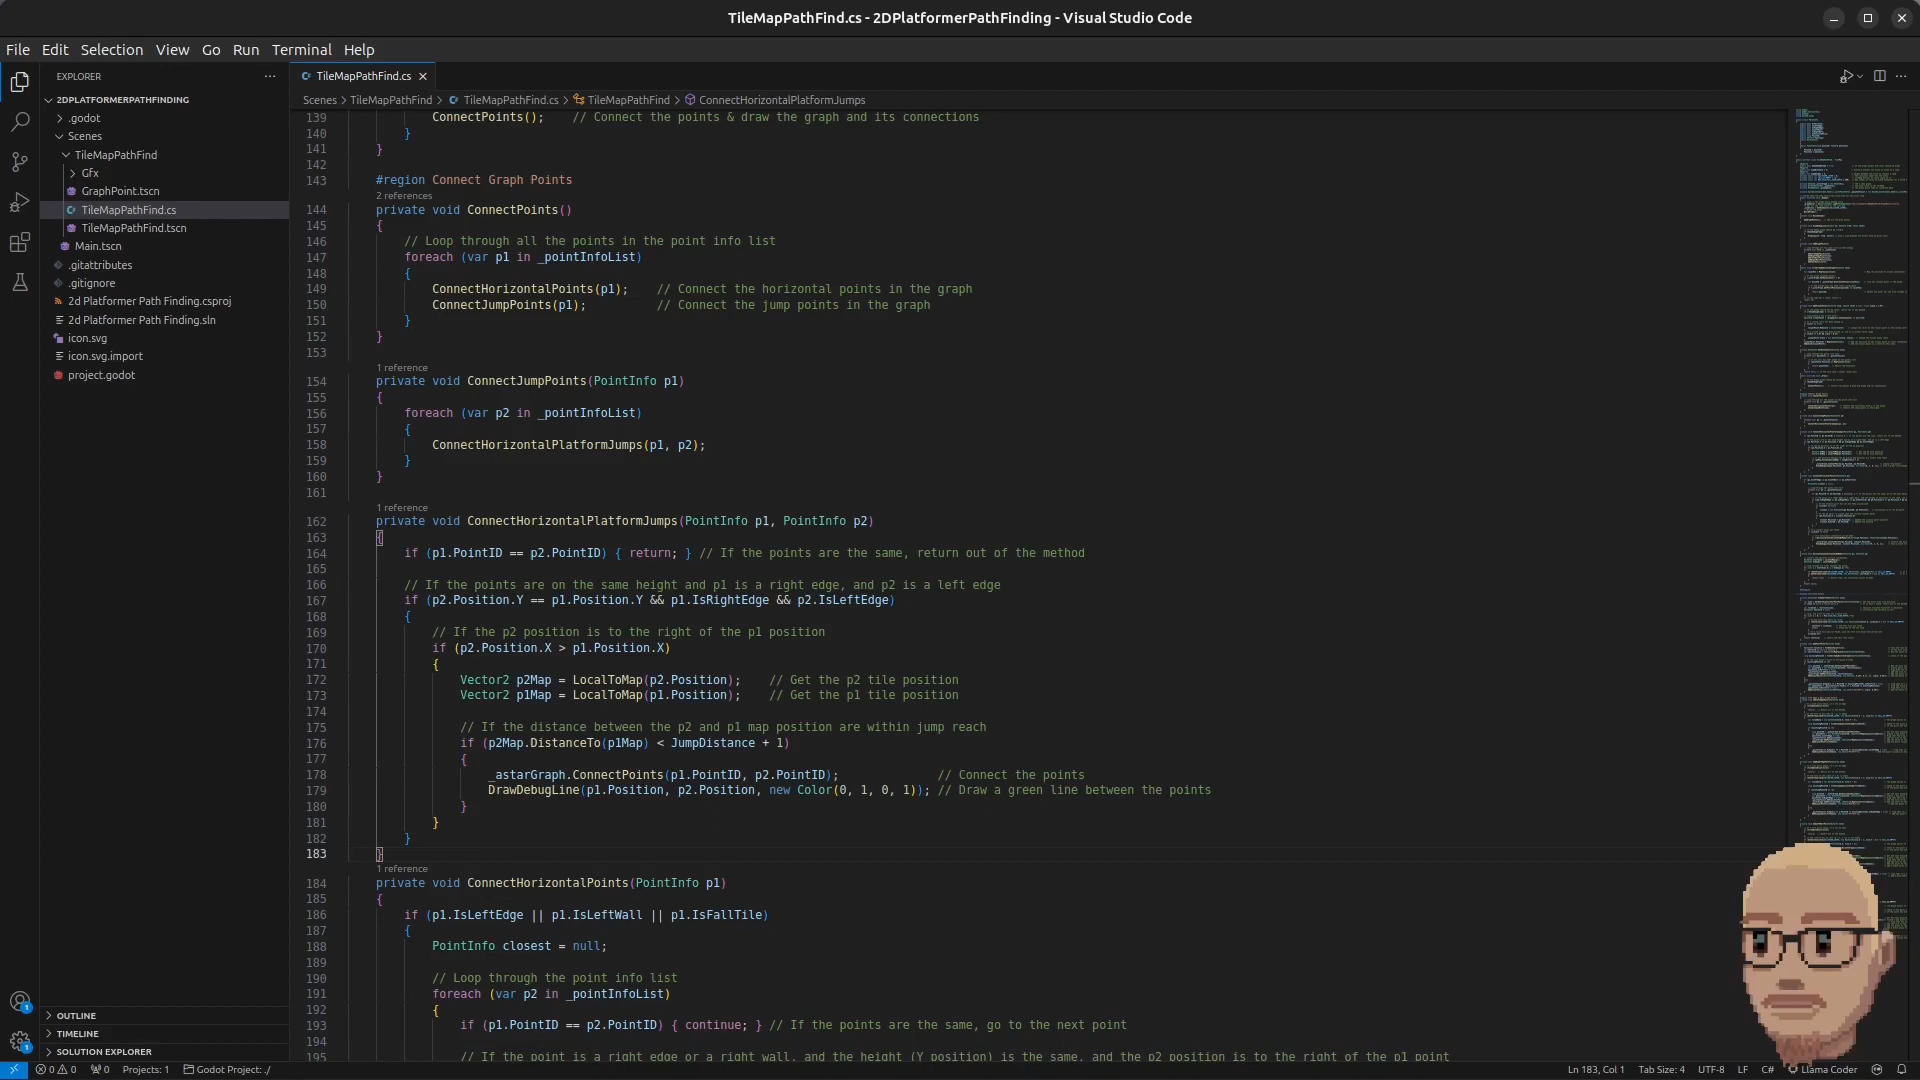 TileMapPathFind.cs - 2DPlatformerPathFinding - Visual Studio Code
File Edit Selection View Go Run Terminal Help
EXPLORER
2DPLATFORMERPATHFINDING
.godot
Scenes
TileMapPathFind
Gfx
GraphPoint.tscn
TileMapPathFind.cs
TileMapPathFind.tscn
Main.tscn
.gitattributes
.gitignore
2d Platformer Path Finding.csproj
2d Platformer Path Finding.sln
icon.svg
icon.svg.import
project.godot
OUTLINE
TIMELINE
SOLUTION EXPLORER
TileMapPathFind.cs
Scenes > TileMapPathFind > TileMapPathFind.cs > TileMapPathFind > ConnectHorizontalPlatformJumps
139 ConnectPoints(); // Connect the points & draw the graph and its connections
140 }
141 }
142
143 #region Connect Graph Points
2 references
144 private void ConnectPoints()
145 {
146 // Loop through all the points in the point info list
147 foreach (var p1 in _pointInfoList)
148 {
149 ConnectHorizontalPoints(p1); // Connect the horizontal points in the graph
150 ConnectJumpPoints(p1); // Connect the jump points in the graph
151 }
152 }
153
1 reference
154 private void ConnectJumpPoints(PointInfo p1)
155 {
156 foreach (var p2 in _pointInfoList)
157 {
158 ConnectHorizontalPlatformJumps(p1, p2);
159 }
160 }
161
1 reference
162 private void ConnectHorizontalPlatformJumps(PointInfo p1, PointInfo p2)
163 {
164 if (p1.PointID == p2.PointID) { return; } // If the points are the same, return out of the method
165
166 // If the points are on the same height and p1 is a right edge, and p2 is a left edge
167 if (p2.Position.Y == p1.Position.Y && p1.IsRightEdge && p2.IsLeftEdge)
168 {
169 // If the p2 position is to the right of the p1 position
170 if (p2.Position.X > p1.Position.X)
171 {
172 Vector2 p2Map = LocalToMap(p2.Position); // Get the p2 tile position
173 Vector2 p1Map = LocalToMap(p1.Position); // Get the p1 tile position
174
175 // If the distance between the p2 and p1 map position are within jump reach
176 if (p2Map.DistanceTo(p1Map) < JumpDistance + 1)
177 {
178 _astarGraph.ConnectPoints(p1.PointID, p2.PointID); // Connect the points
179 DrawDebugLine(p1.Position, p2.Position, new Color(0, 1, 0, 1)); // Draw a green line between the points
180 }
181 }
182 }
183 }
1 reference
184 private void ConnectHorizontalPoints(PointInfo p1)
185 {
186 if (p1.IsLeftEdge || p1.IsLeftWall || p1.IsFallTile)
187 {
188 PointInfo closest = null;
189
190 // Loop through the point info list
191 foreach (var p2 in _pointInfoList)
192 {
193 if (p1.PointID == p2.PointID) { continue; } // If the points are the same, go to the next point
194
195 // If the point is a right edge or a right wall, and the height (Y position) is the same, and the p2 position is to the right of the p1 point
0 0 0 Projects: 1 Godot Project: ./ Ln 183, Col 1 Tab Size: 4 UTF-8 LF C# Llama Coder